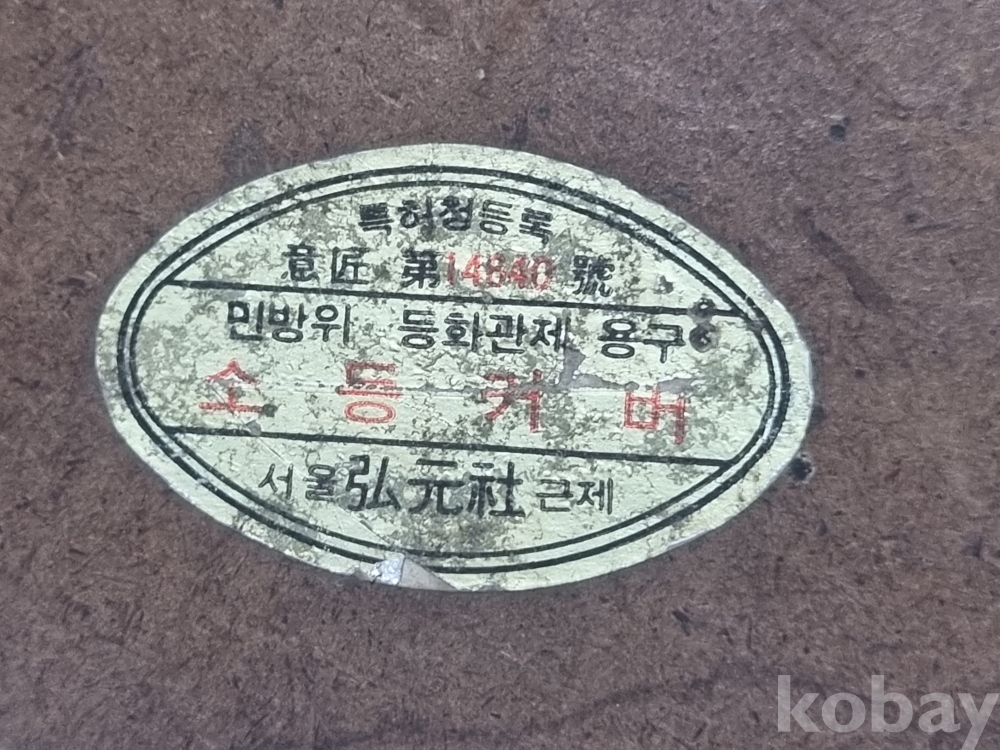 특허청등록
意匠 第14840號
민방위 등화관제 용구
소등커버
서울 弘元社 근제
kobay